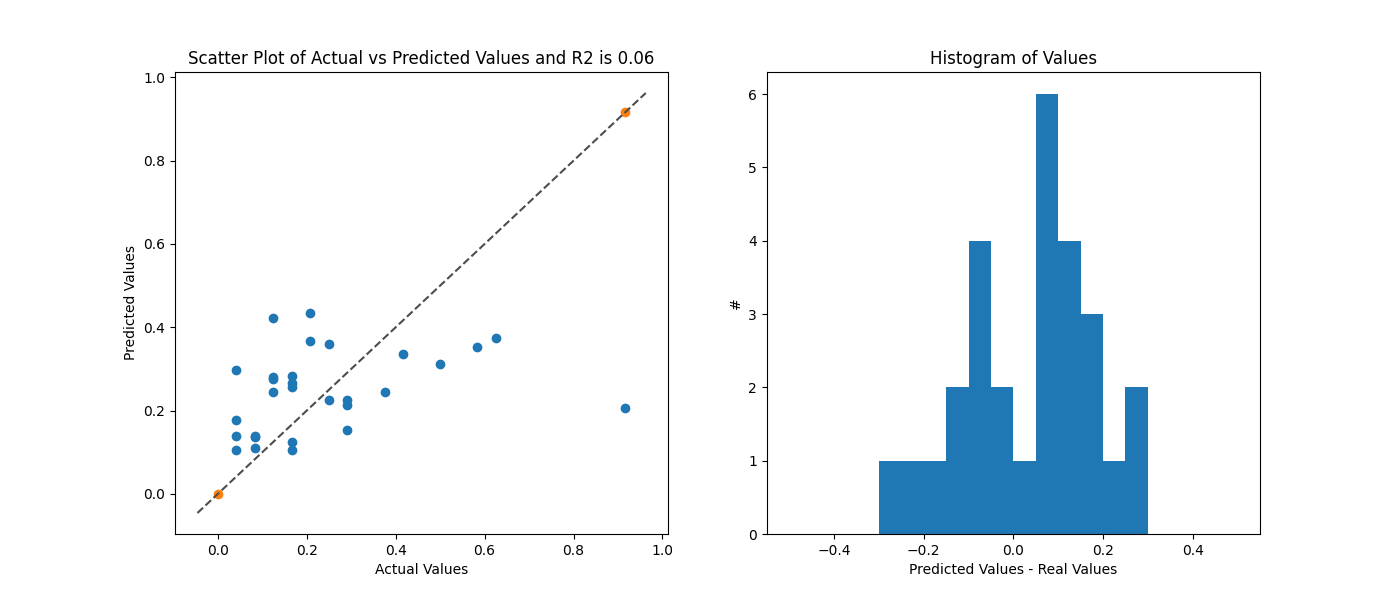 Scatter Plot of Actual vs Predicted Values and R2 is 0.06
1.0
0.8
0.6
0.4
0.2
0.0
Predicted Values
0.0 0.2 0.4 0.6 0.8 1.0
Actual Values
Histogram of Values
6
5
4
3
2
1
0
#
−0.4 −0.2 0.0 0.2 0.4
Predicted Values - Real Values